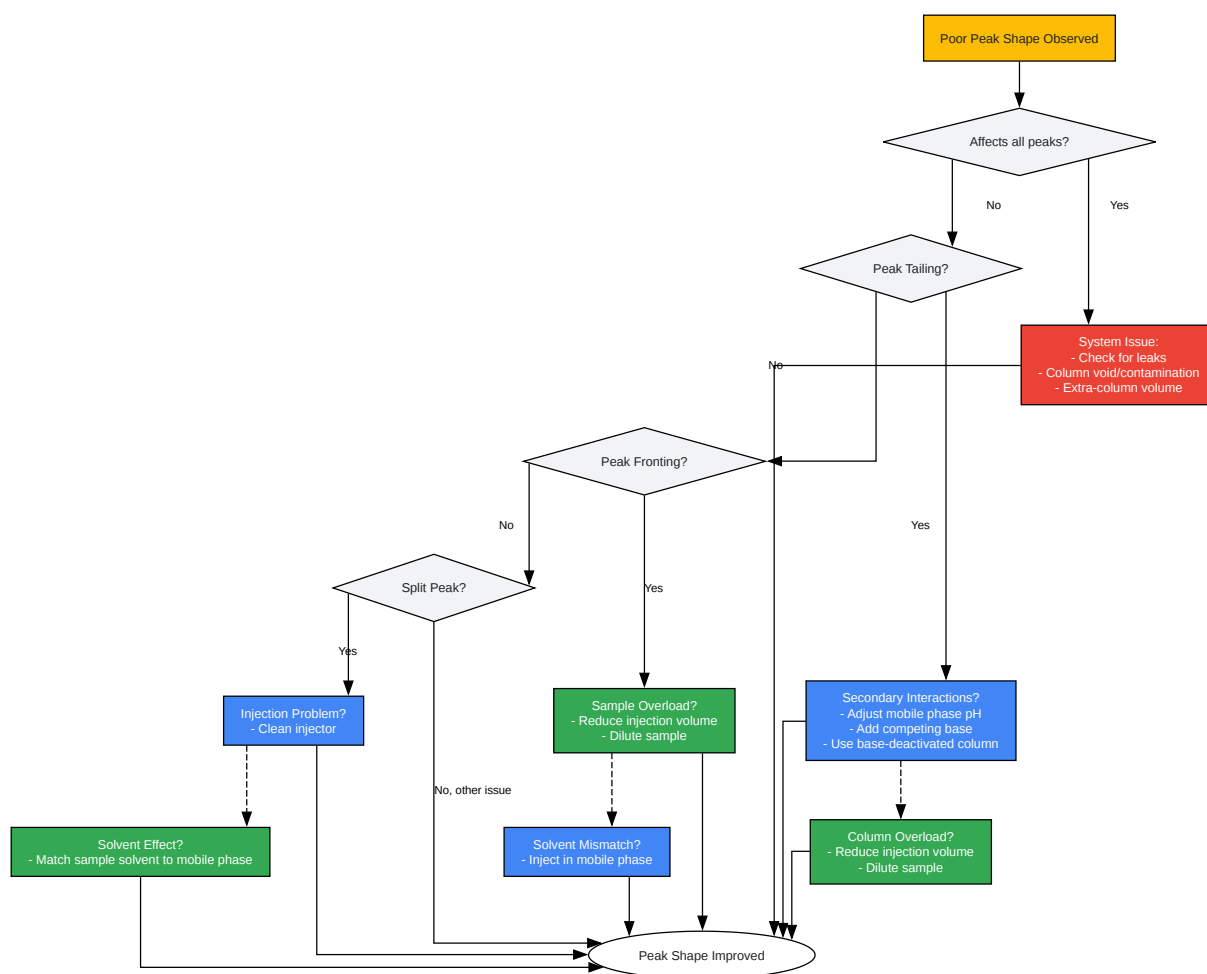 Poor Peak Shape Observed
Affects all peaks?
No
Yes
Peak Tailing?
System Issue:
- Check for leaks
- Column void/contamination
- Extra-column volume
No
Peak Fronting?
No
Yes
Yes
Split Peak?
Yes
Injection Problem?
- Clean injector
Sample Overload?
- Reduce injection volume
- Dilute sample
Secondary Interactions?
- Adjust mobile phase pH
- Add competing base
- Use base-deactivated column
No, other issue
Solvent Effect?
- Match sample solvent to mobile phase
Solvent Mismatch?
- Inject in mobile phase
Column Overload?
- Reduce injection volume
- Dilute sample
Peak Shape Improved